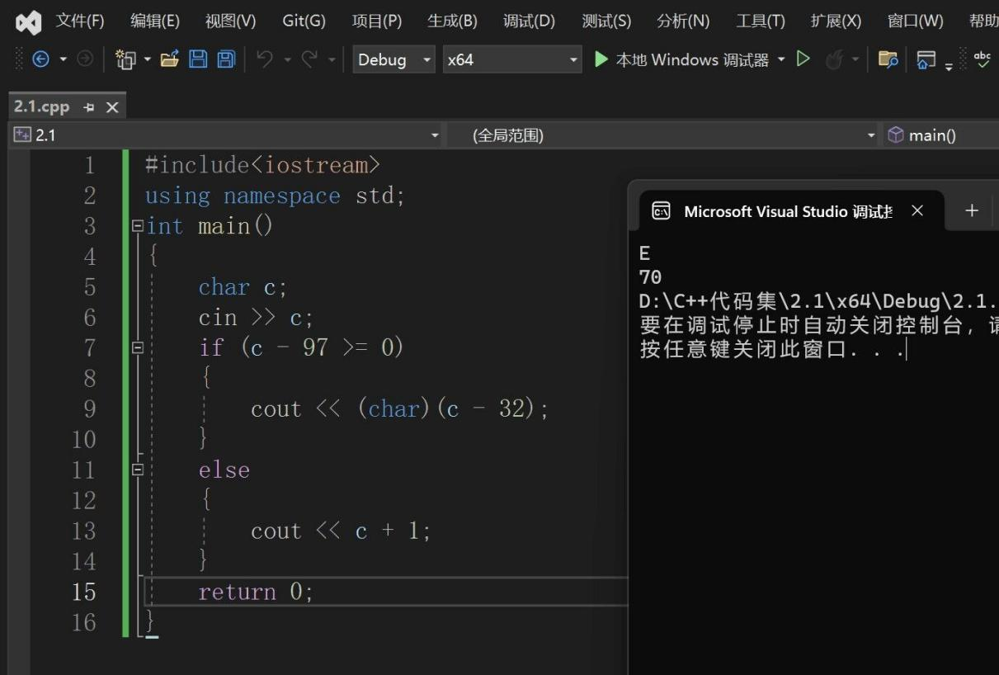 文件(F) 编辑(E) 视图(V) Git(G) 项目(P) 生成(B) 调试(D) 测试(S) 分析(N) 工具(T) 扩展(X) 窗口(W) 帮助
Debug x64 本地 Windows 调试器 abc
2.1.cpp
2.1 (全局范围) main()
1 #include<iostream>
2 using namespace std;
3 int main()
4 {
5 char c;
6 cin >> c;
7 if (c - 97 >= 0)
8 {
9 cout << (char)(c - 32);
10 }
11 else
12 {
13 cout << c + 1;
14 }
15 return 0;
16 }
Microsoft Visual Studio 调试
E
70
D:\C++代码集\2.1\x64\Debug\2.1.
要在调试停止时自动关闭控制台，
按任意键关闭此窗口. . .